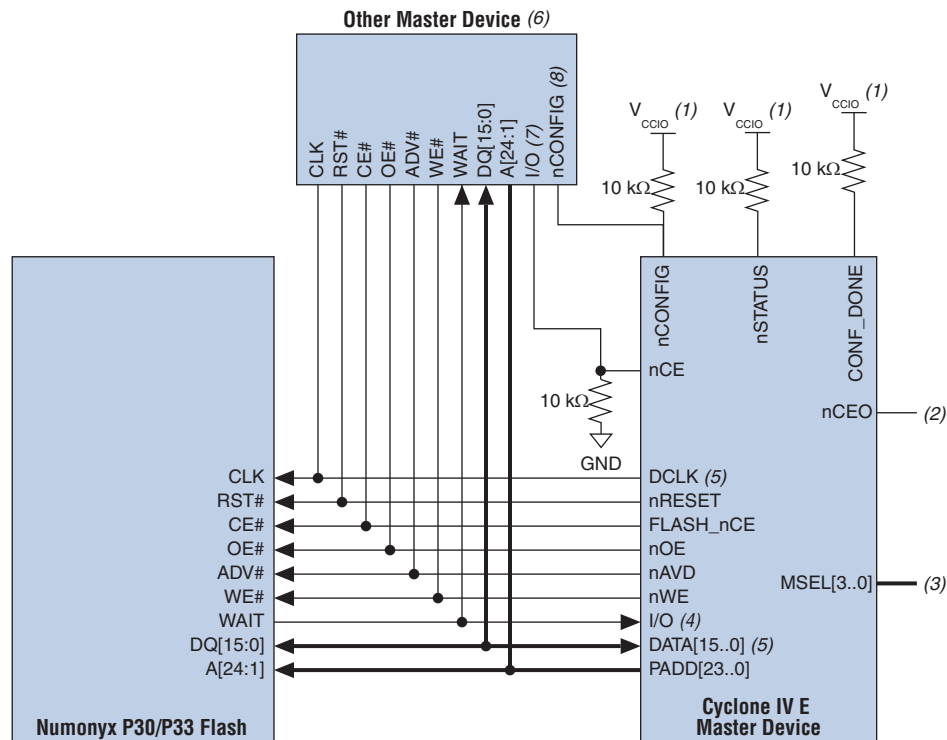 Other Master Device (6)
CLK
RST#
CE#
OE#
ADV#
WE#
WAIT
DQ[15:0]
A[24:1]
I/O (7)
nCONFIG (8)
VCCIO (1)
VCCIO (1)
VCCIO (1)
10 kΩ
10 kΩ
10 kΩ
nCONFIG
nSTATUS
CONF_DONE
nCE
10 kΩ
GND
nCEO
(2)
CLK
DCLK (5)
RST#
nRESET
CE#
FLASH_nCE
OE#
nOE
ADV#
nAVD
MSEL[3..0]
(3)
WE#
nWE
WAIT
I/O (4)
DQ[15:0]
DATA[15..0] (5)
A[24:1]
PADD[23..0]
Numonyx P30/P33 Flash
Cyclone IV E
Master Device